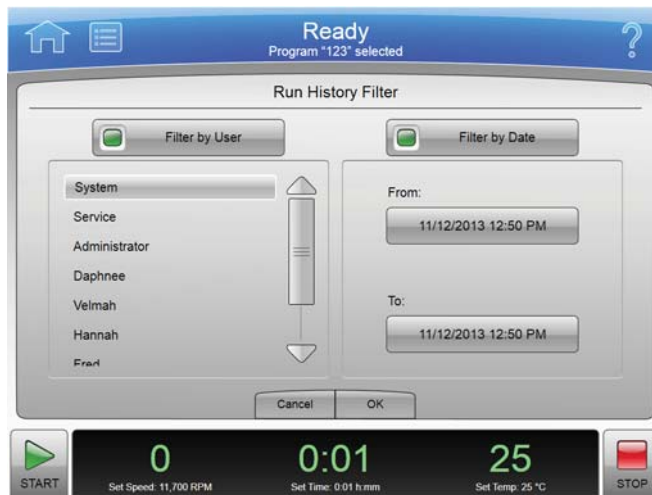 Ready
Program "123" selected
?
Run History Filter
Filter by User
Filter by Date
System
Service
Administrator
Daphnee
Velmah
Hannah
Fred
From:
11/12/2013 12:50 PM
To:
11/12/2013 12:50 PM
Cancel
OK
START
0
Set Speed: 11,700 RPM
0:01
Set Time: 0:01 h:mm
25
Set Temp: 25 °C
STOP